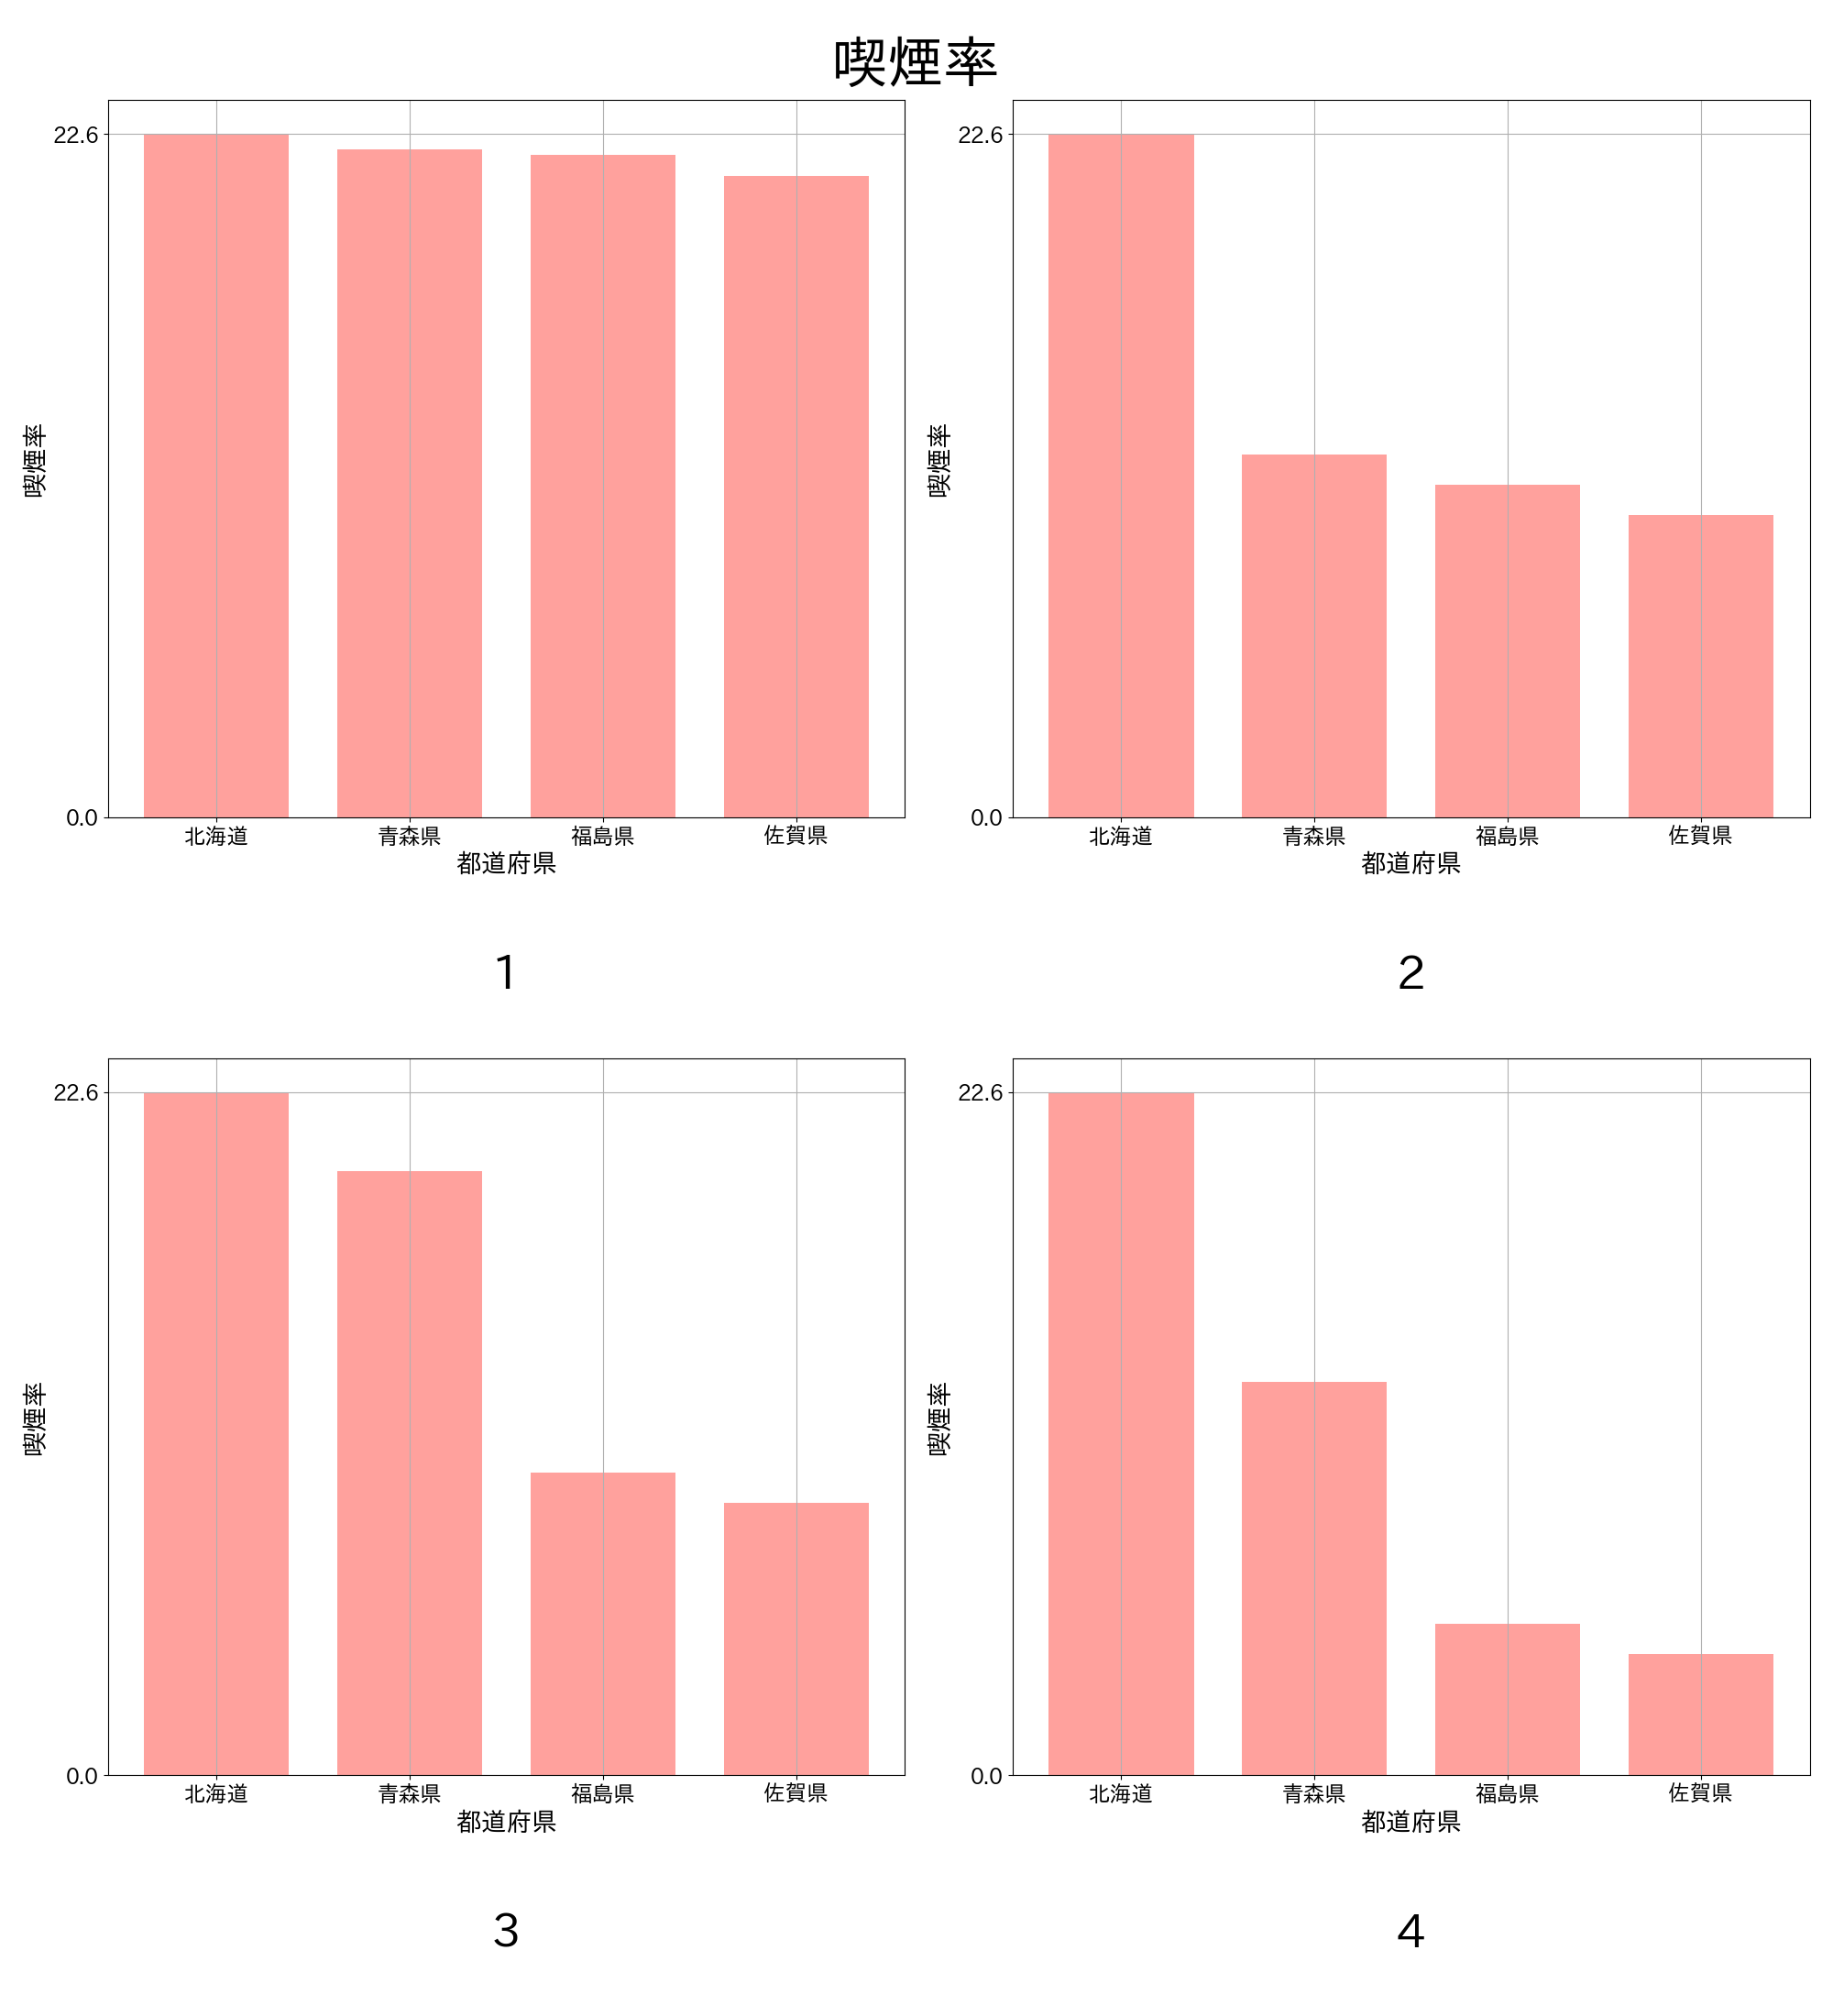 喫煙率
22.6
0.0
喫煙率
北海道 青森県 福島県 佐賀県
都道府県
1
22.6
0.0
喫煙率
北海道 青森県 福島県 佐賀県
都道府県
2
22.6
0.0
喫煙率
北海道 青森県 福島県 佐賀県
都道府県
3
22.6
0.0
喫煙率
北海道 青森県 福島県 佐賀県
都道府県
4